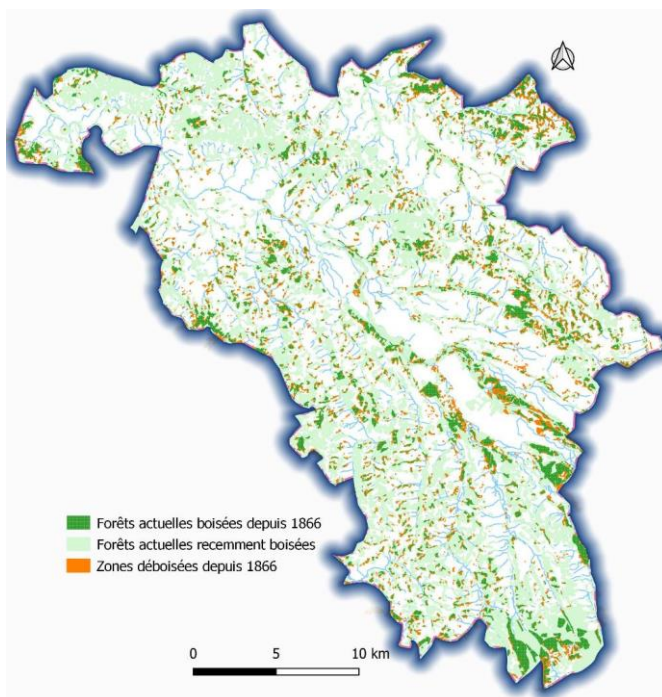 Forêts actuelles boisées depuis 1866
Forêts actuelles recemment boisées
Zones déboisées depuis 1866
0 5 10 km